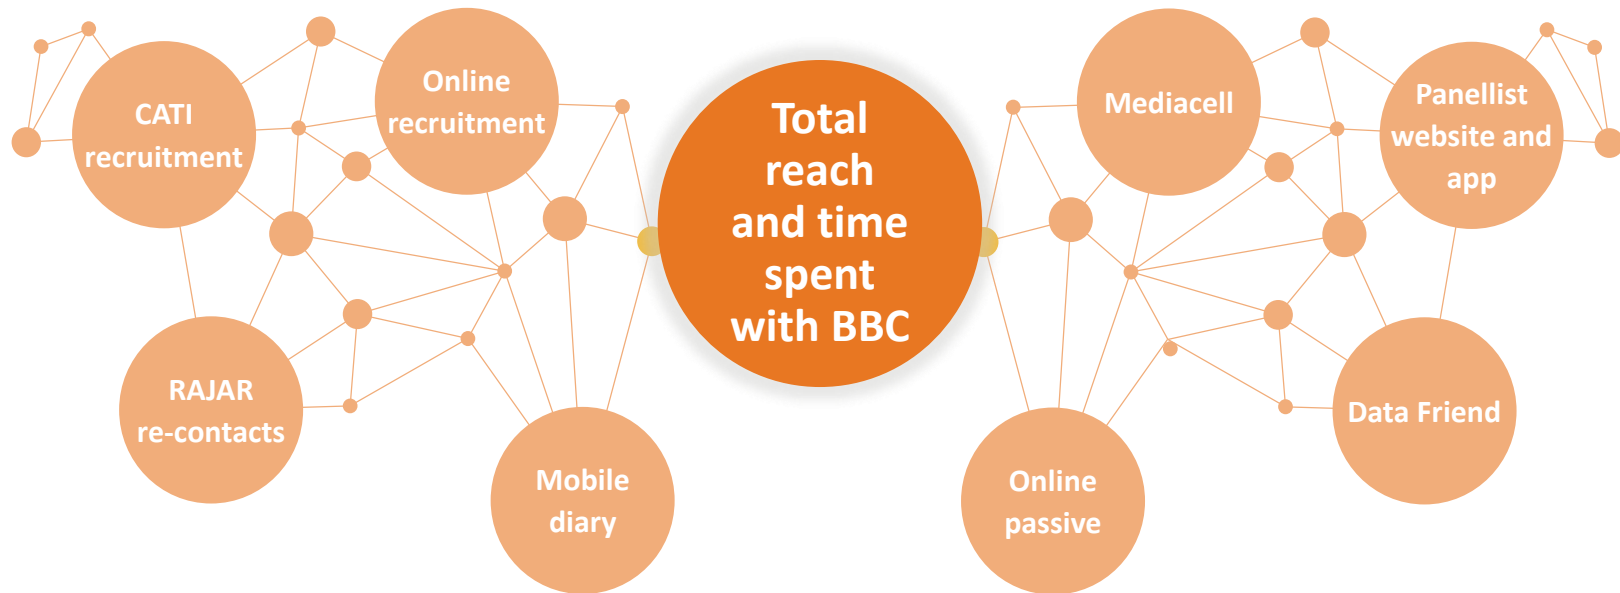 CATI
recruitment
Online
recruitment
RAJAR
re-contacts
Mobile
diary
Total
reach
and time
spent
with BBC
Mediacell
Panellist
website and
app
Online
passive
Data Friend